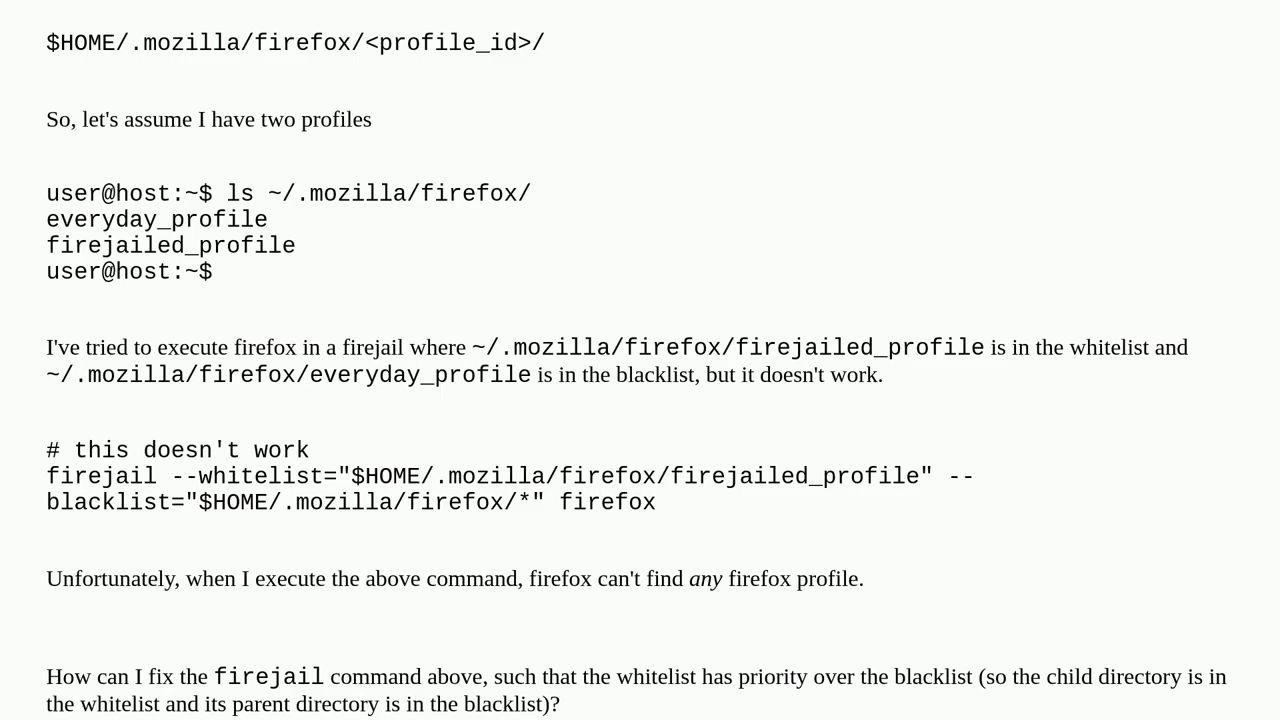 $HOME/.mozilla/firefox/<profile_id>/
So, let's assume I have two profiles
user@host:~$ ls ~/.mozilla/firefox/
everyday_profile
firejailed_profile
user@host:~$
I've tried to execute firefox in a firejail where ~/.mozilla/firefox/firejailed_profile is in the whitelist and
~/.mozilla/firefox/everyday_profile is in the blacklist, but it doesn't work.
# this doesn't work
firejail --whitelist="$HOME/.mozilla/firefox/firejailed_profile" --
blacklist="$HOME/.mozilla/firefox/*" firefox
Unfortunately, when I execute the above command, firefox can't find any firefox profile.
How can I fix the firejail command above, such that the whitelist has priority over the blacklist (so the child directory is in
the whitelist and its parent directory is in the blacklist)?